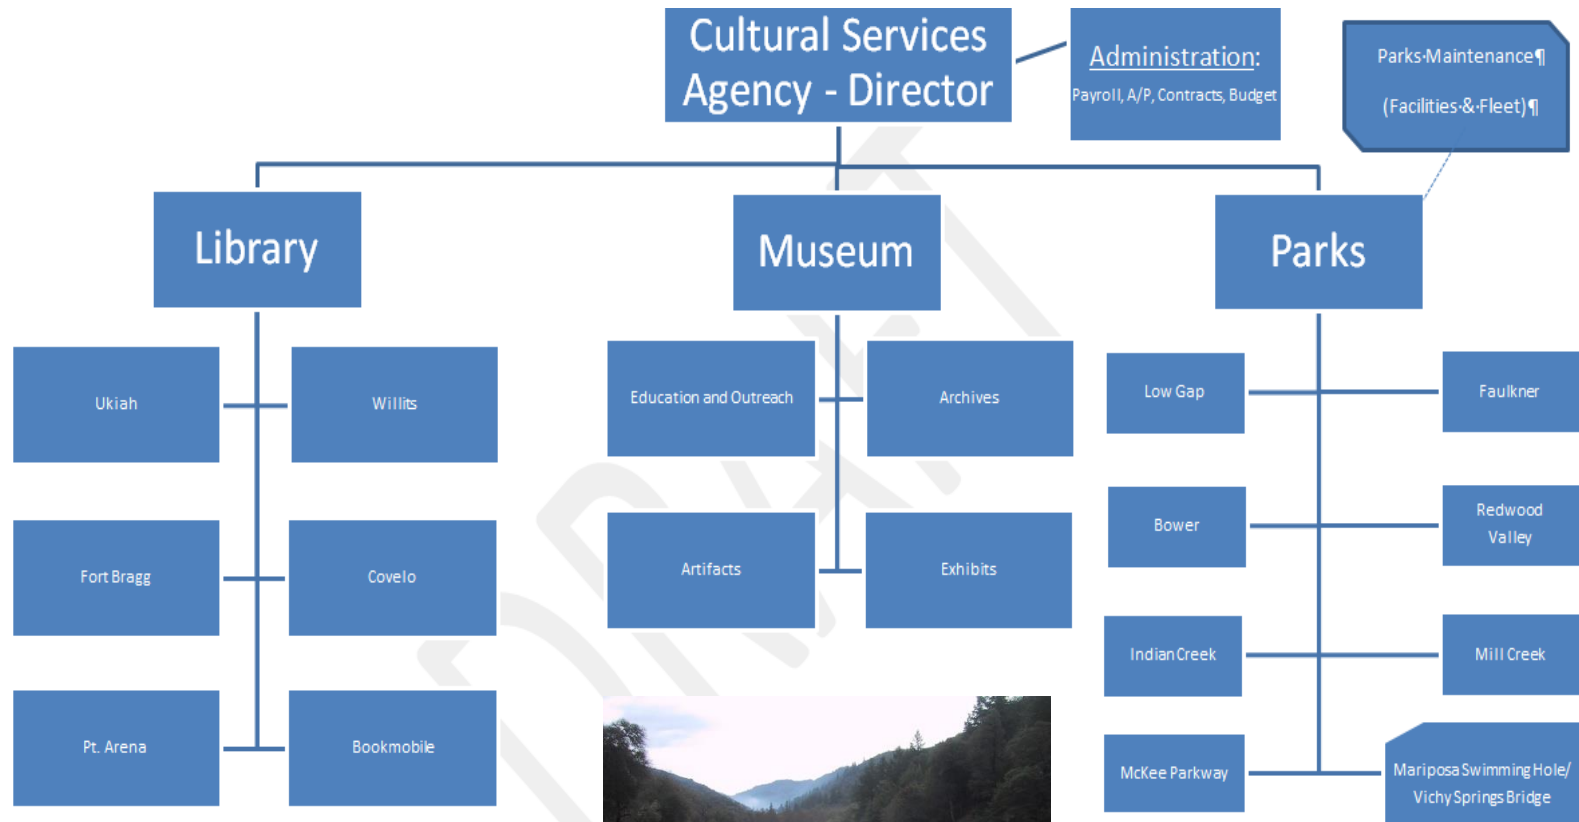 Cultural Services
Agency - Director
Administration:
Payroll, A/P, Contracts, Budget
Parks·Maintenance¶
(Facilities·&·Fleet)¶
Library
Museum
Parks
Ukiah
Willits
Fort Bragg
Covelo
Pt. Arena
Bookmobile
Education and Outreach
Archives
Artifacts
Exhibits
Low Gap
Faulkner
Bower
Redwood
Valley
Indian Creek
Mill Creek
McKee Parkway
Mariposa Swimming Hole/
Vichy Springs Bridge
DRAFT